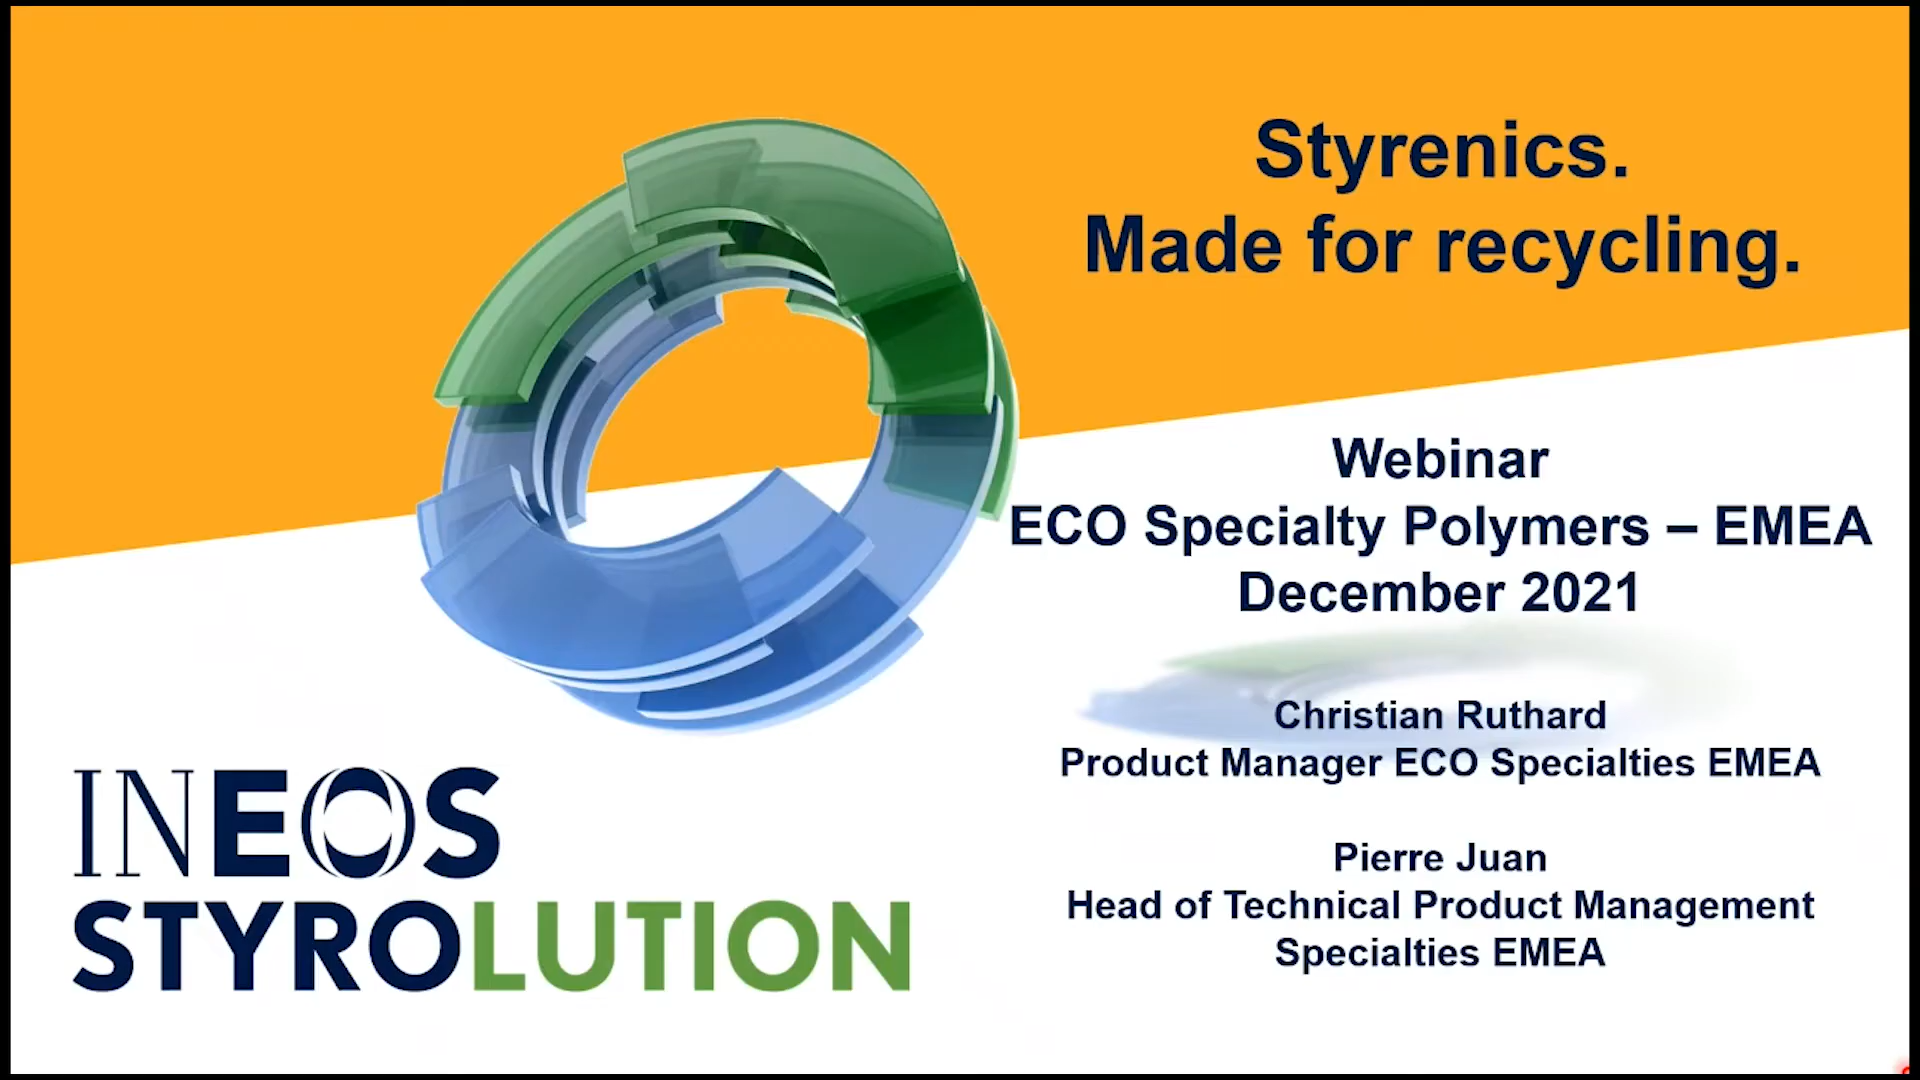 Styrenics.
Made for recycling.
Webinar
ECO Specialty Polymers – EMEA
December 2021
Christian Ruthard
Product Manager ECO Specialties EMEA
Pierre Juan
Head of Technical Product Management
Specialties EMEA
INEOS
STYROLUTION